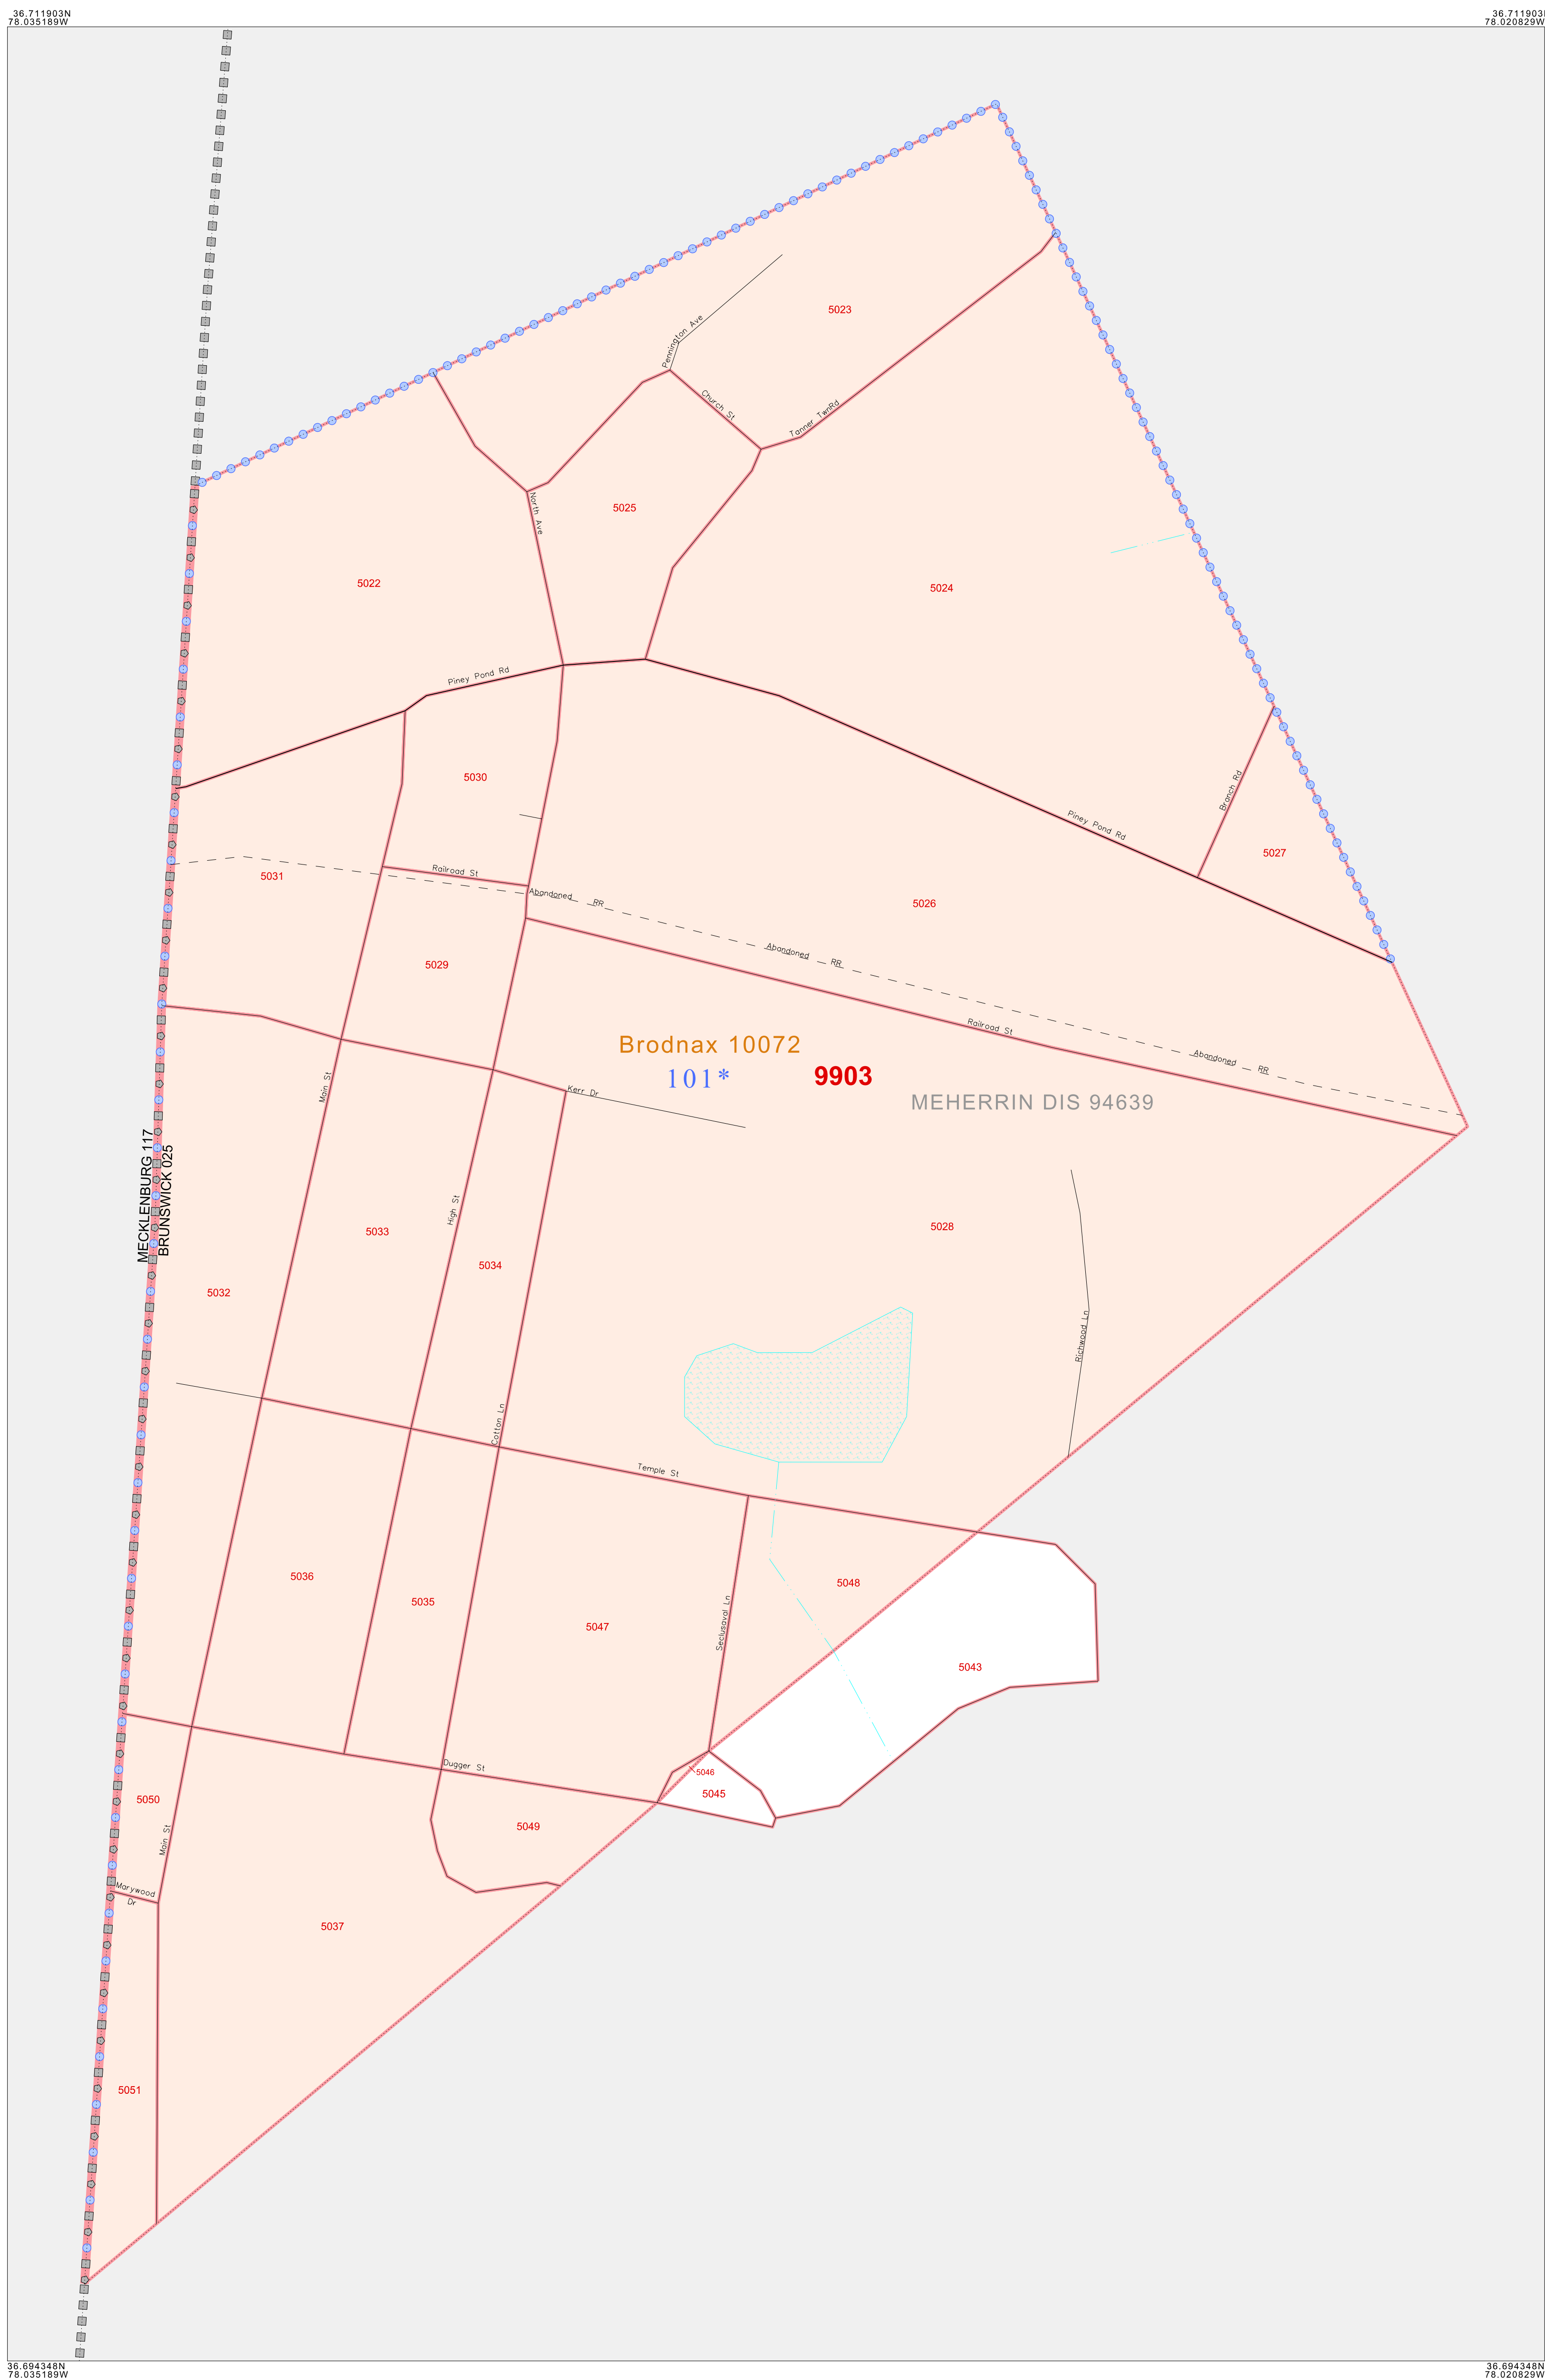 36.711903N
78.035189W
36.711903
78.020829W
5023
Pennington Ave
Church St
Tanner TwnRd
North Ave
5025
5022
5024
Piney Pond Rd
5030
Branch Rd
Piney Pond Rd
5027
Railroad St
5031
Abandoned RR
5026
Abandoned RR
5029
Railroad St
Brodnax 10072
101*
9903
Abandoned RR
MEHERRIN DIS 94639
Main St
Kerr Dr
MECKLENBURG 117
BRUNSWICK 025
High St
5033
5028
5034
5032
Richwood Ln
Cotton Ln
Temple St
5036
5048
5035
Seclusaval Ln
5047
5043
Dugger St
5046
5045
5050
5049
Main St
Marywood
Dr
5037
5051
36.694348N
78.035189W
36.694348N
78.020829W